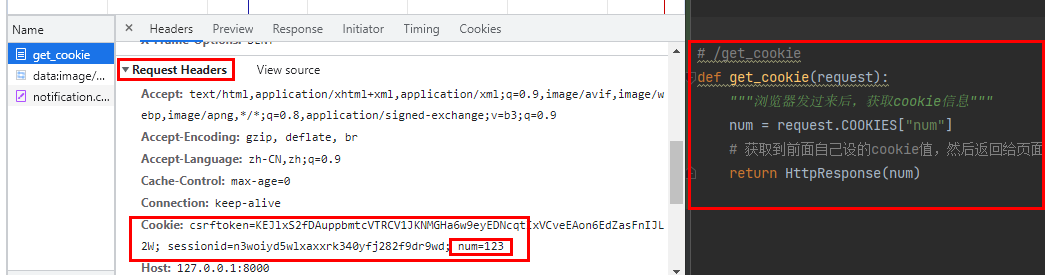 Name
Headers Preview Response Initiator Timing Cookies
get_cookie
data:image/...
notification.c...
Request Headers View source
Accept: text/html,application/xhtml+xml,application/xml;q=0.9,image/avif,image/w
ebp,image/apng,*/*;q=0.8,application/signed-exchange;v=b3;q=0.9
Accept-Encoding: gzip, deflate, br
Accept-Language: zh-CN,zh;q=0.9
Cache-Control: max-age=0
Connection: keep-alive
Cookie:
2W; sessionid=n3woiyd5wlxaxxrk340yfj282f9dr9wd; num=123
Host: 127.0.0.1:8000
# /get_cookie
def get_cookie(request):
"""浏览器发过来后，获取cookie信息"""
num = request.COOKIES["num"]
# 获取到前面自己设的cookie值，然后返回给页面
return HttpResponse(num)